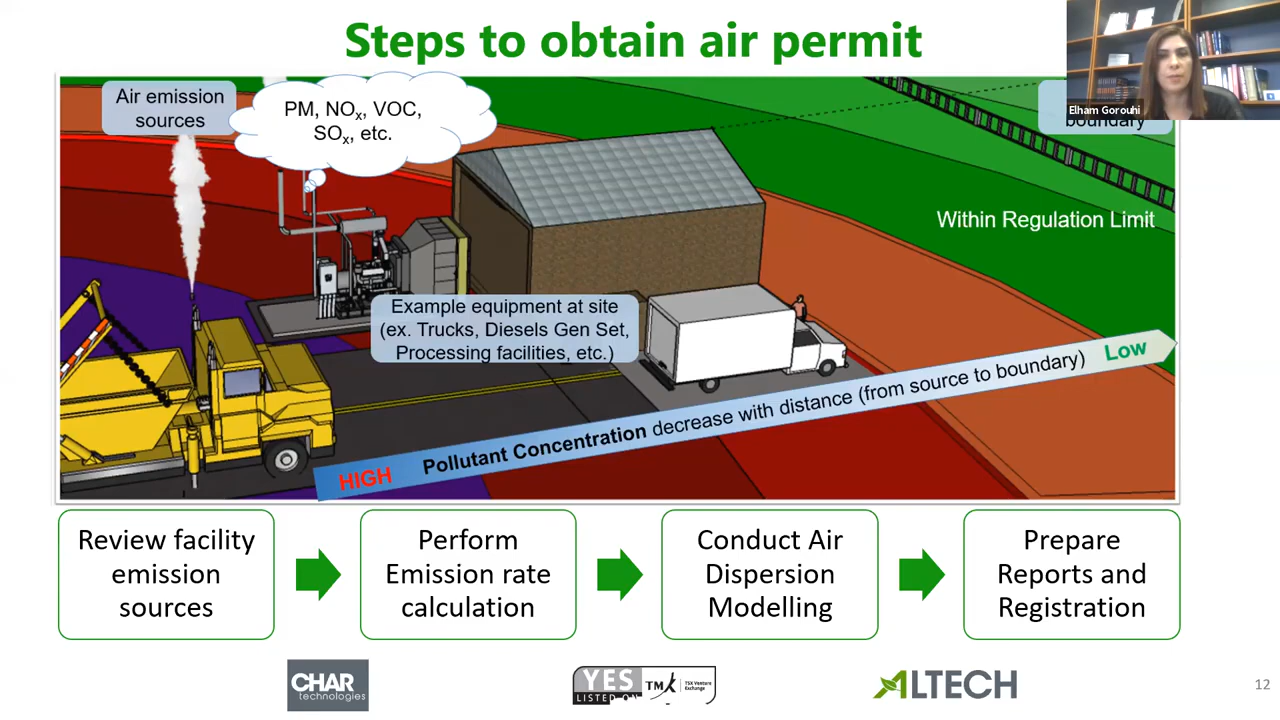 Steps to obtain air permit
Air emission
sources
PM, NOx, VOC,
SOx, etc.
Elham Gorouhi
boundary
Within Regulation Limit
Example equipment at site
(ex. Trucks, Diesels Gen Set,
Processing facilities, etc.)
HIGH Pollutant Concentration decrease with distance (from source to boundary) Low
Review facility
emission
sources
Perform
Emission rate
calculation
Conduct Air
Dispersion
Modelling
Prepare
Reports and
Registration
CHAR
technologies
YES
LISTED ON
TMX
TSX Venture
Exchange
ALTECH
12